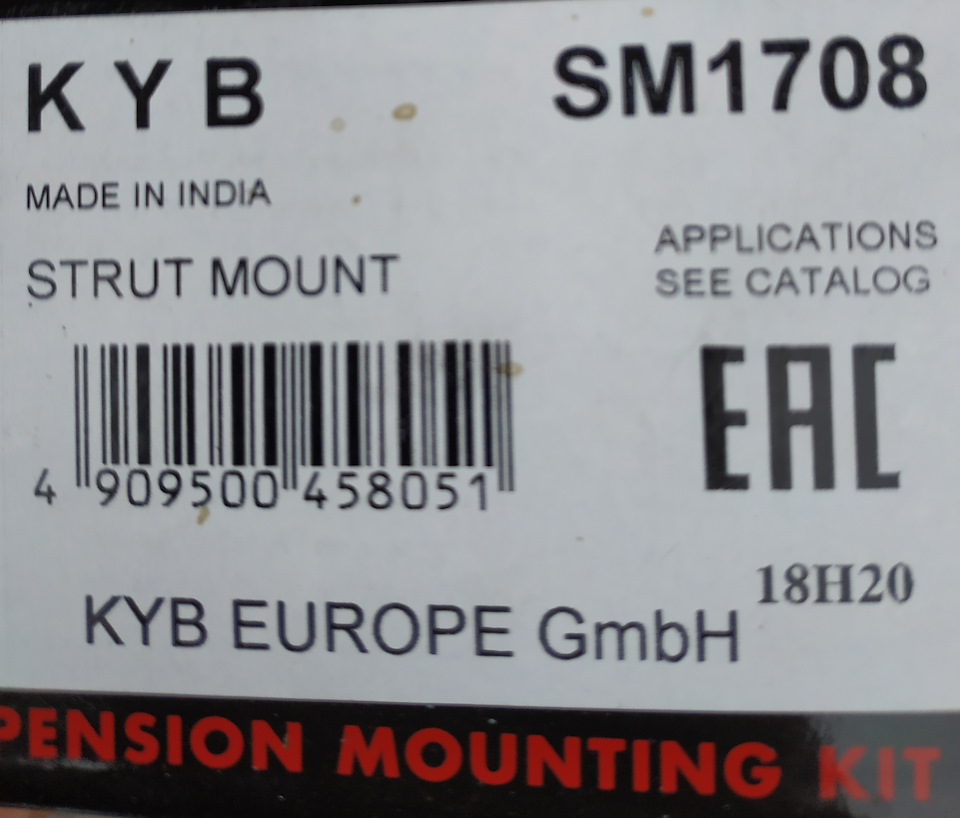 KYB
SM1708
MADE IN INDIA
STRUT MOUNT
APPLICATIONS
SEE CATALOG
4 909500 458051
EAC
18H20
KYB EUROPE GmbH
PENSION MOUNTING KIT